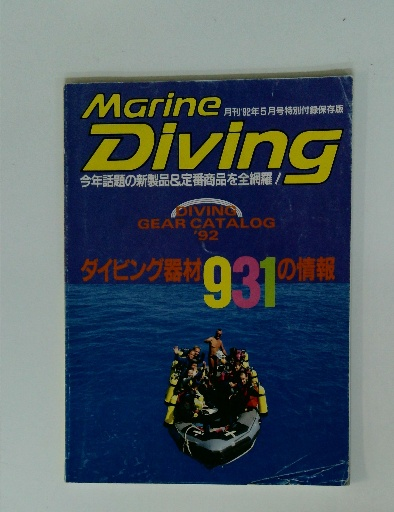 Marine
月刊'92年5月号特別付録保存版
Diving
今年話題の新製品&定番商品を全網羅!
DIVING
GEAR CATALOG
'92
ダイビング器材931の情報